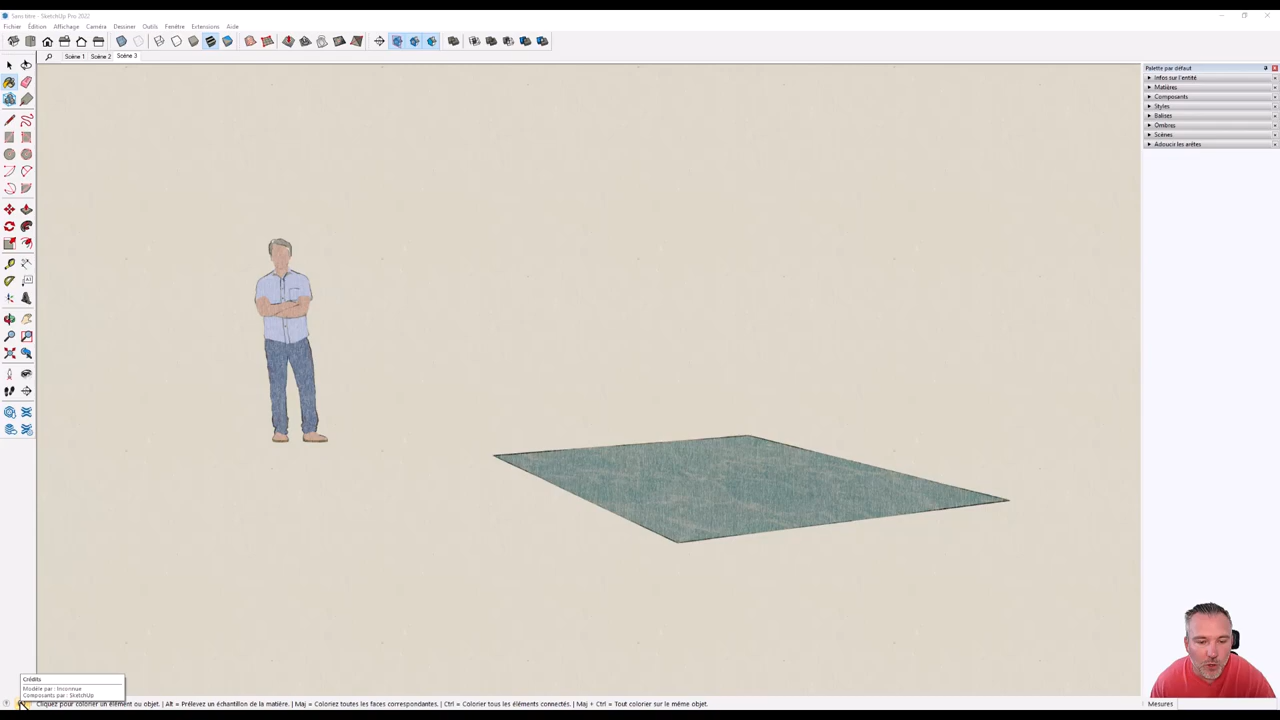 Sans titre - SketchUp Pro 2022
Fichier Édition Affichage Caméra Dessiner Outils Fenêtre Extensions Aide
Scène 1 Scène 2 Scène 3
Palette par défaut
Infos sur l'entité
Matières
Composants
Styles
Balises
Ombres
Scènes
Adoucir les arêtes
Crédits
Modèle par : Inconnue
Composants par : SketchUp
Cliquez pour colorier un élément ou objet. | Alt = Prélevez un échantillon de la matière. | Maj = Coloriez toutes les faces correspondantes. | Ctrl = Colorier tous les éléments connectés. | Maj + Ctrl = Tout colorier sur le même objet.
Mesures